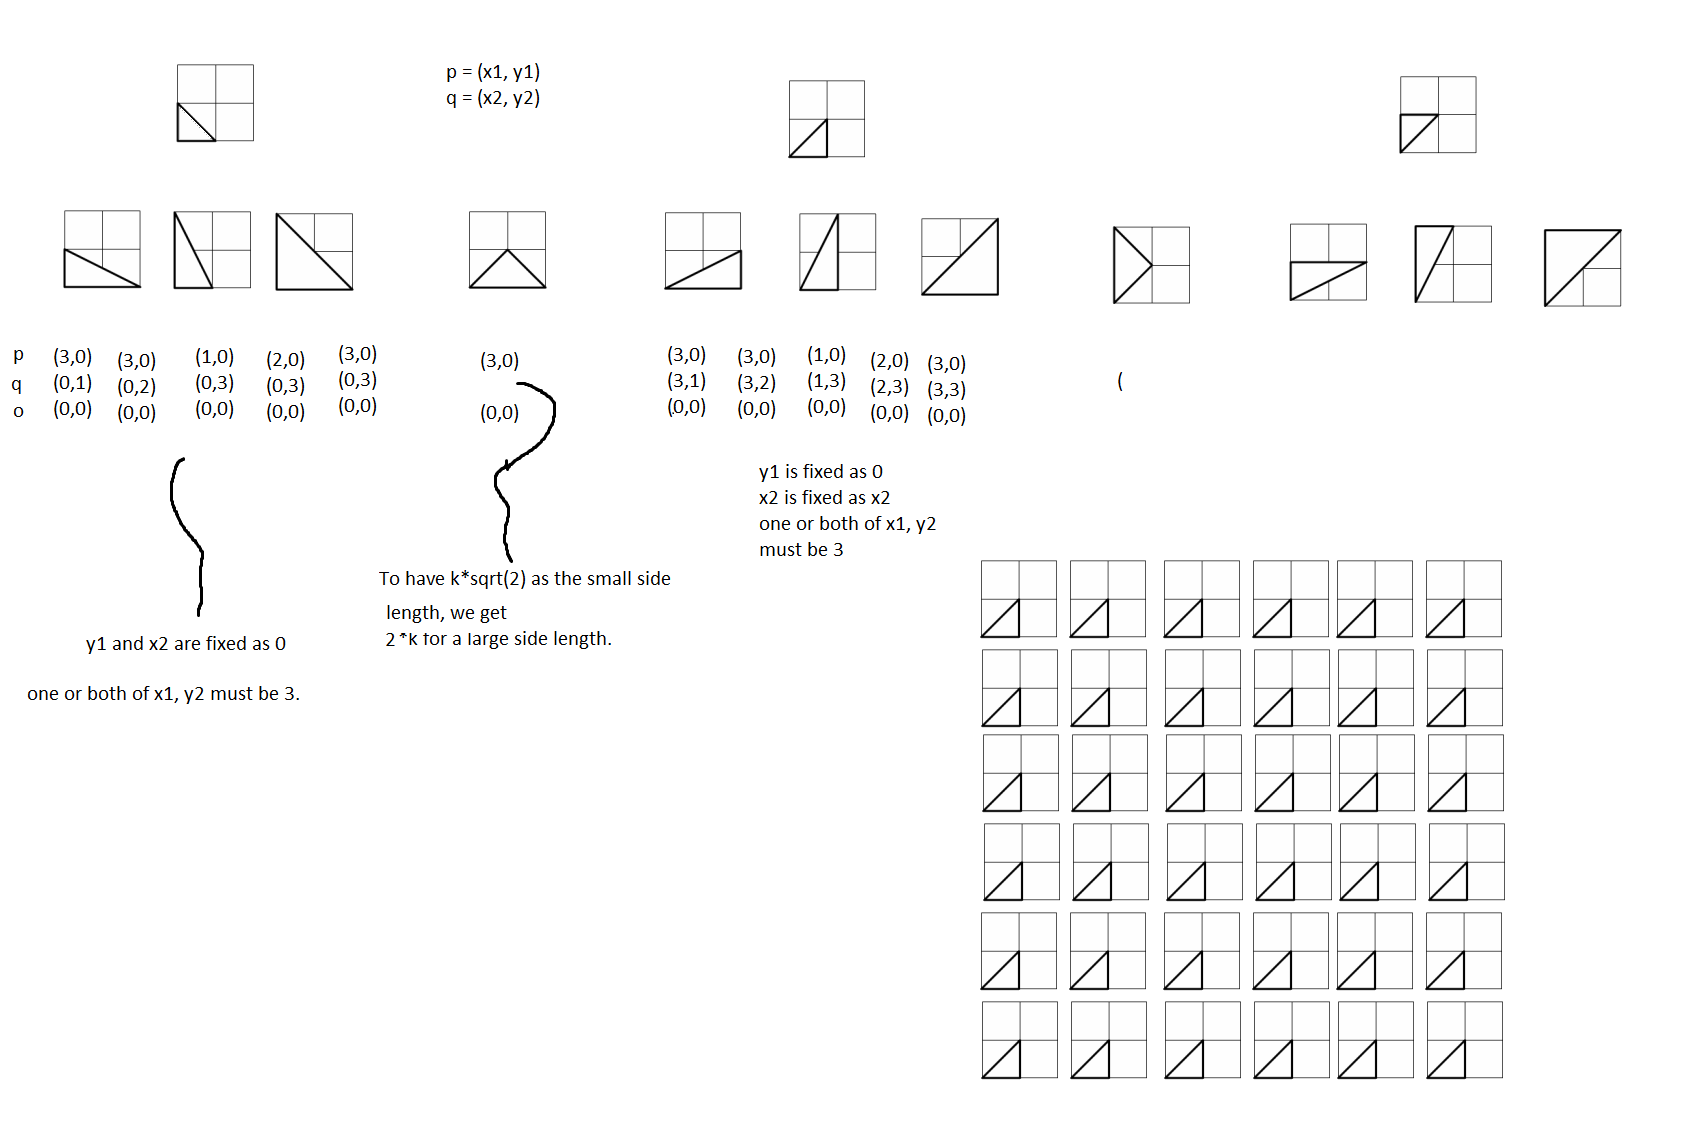 p = (x1, y1)
q = (x2, y2)
p (3,0) (3,0) (1,0) (2,0) (3,0) (3,0) (3,0) (3,0) (1,0) (2,0) (3,0)
q (0,1) (0,2) (0,3) (0,3) (0,3) (3,1) (3,2) (1,3) (2,3) (3,3) (
o (0,0) (0,0) (0,0) (0,0) (0,0) (0,0) (0,0) (0,0) (0,0) (0,0) (0,0)
y1 is fixed as 0
x2 is fixed as x2
one or both of x1, y2
must be 3
To have k*sqrt(2) as the small side
length, we get
2 *k for a large side length.
y1 and x2 are fixed as 0
one or both of x1, y2 must be 3.